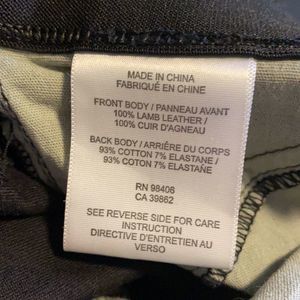 MADE IN CHINA
FABRIQUÉ EN CHINE
FRONT BODY / PANNEAU AVANT
100% LAMB LEATHER /
100% CUIR D'AGNEAU
BACK BODY / ARRIÈRE DU CORPS
93% COTTON 7% ELASTANE /
93% COTON 7% ÉLASTANE
RN 98406
CA 39862
SEE REVERSE SIDE FOR CARE
INSTRUCTION
DIRECTIVE D'ENTRETIEN AU
VERSO